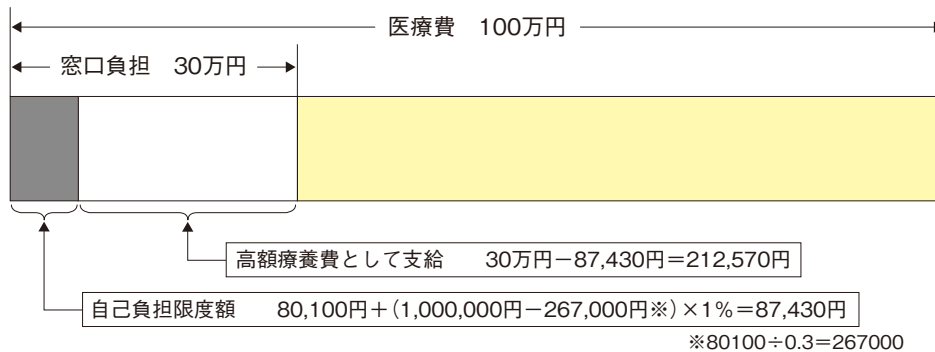 医療費　100万円
窓口負担　30万円
高額療養費として支給　　30万円－87,430円＝212,570円
自己負担限度額　　80,100円＋(1,000,000円－267,000円※)×1%＝87,430円
※80100÷0.3＝267000